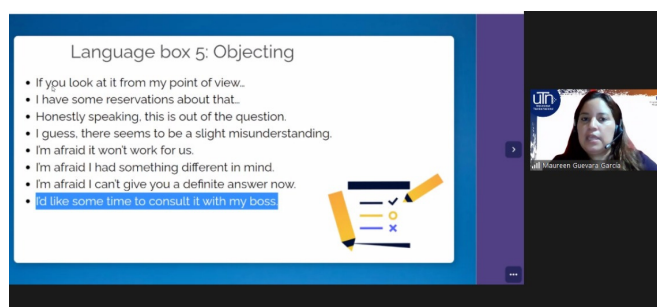 Language box 5: Objecting
• If you look at it from my point of view...
• I have some reservations about that...
• Honestly speaking, this is out of the question.
• I guess, there seems to be a slight misunderstanding.
• I'm afraid it won't work for us.
• I'm afraid I had something different in mind.
• I'm afraid I can't give you a definite answer now.
• I'd like some time to consult it with my boss.
utn
Maureen Guevara Garcia